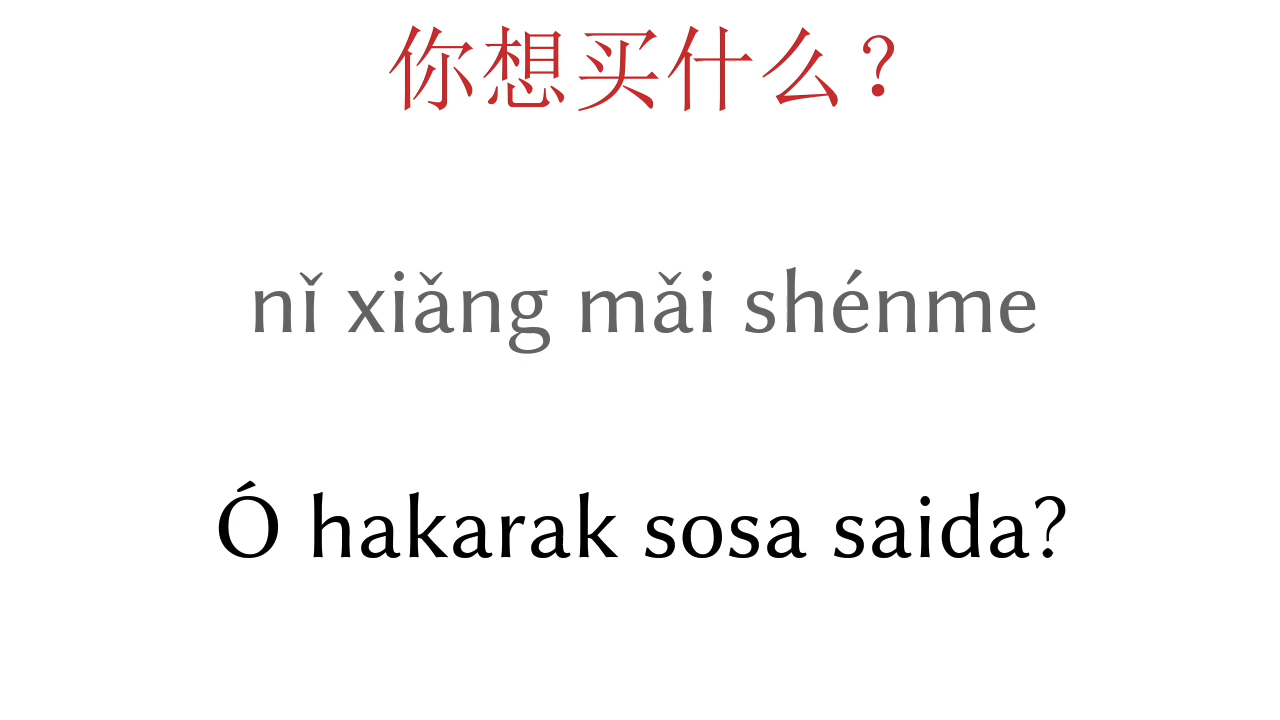 你想买什么？
nǐ xiǎng mǎi shénme
Ó hakarak sosa saida?